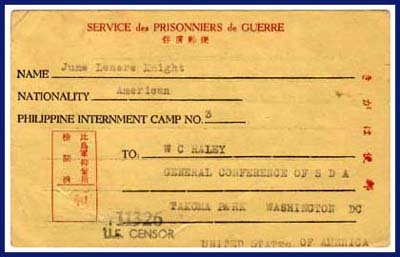 SERVICE des PRISONNIERS de GUERRE
俘虜郵便
NAME June Lenore Knight
NATIONALITY American
PHILIPPINE INTERNMENT CAMP NO. 3
TO: W C RALEY
GENERAL CONFERENCE OF S D A
TAKOMA PARK WASHINGTON DC
UNITED STATES OF AMERICA
11326
U.S. CENSOR